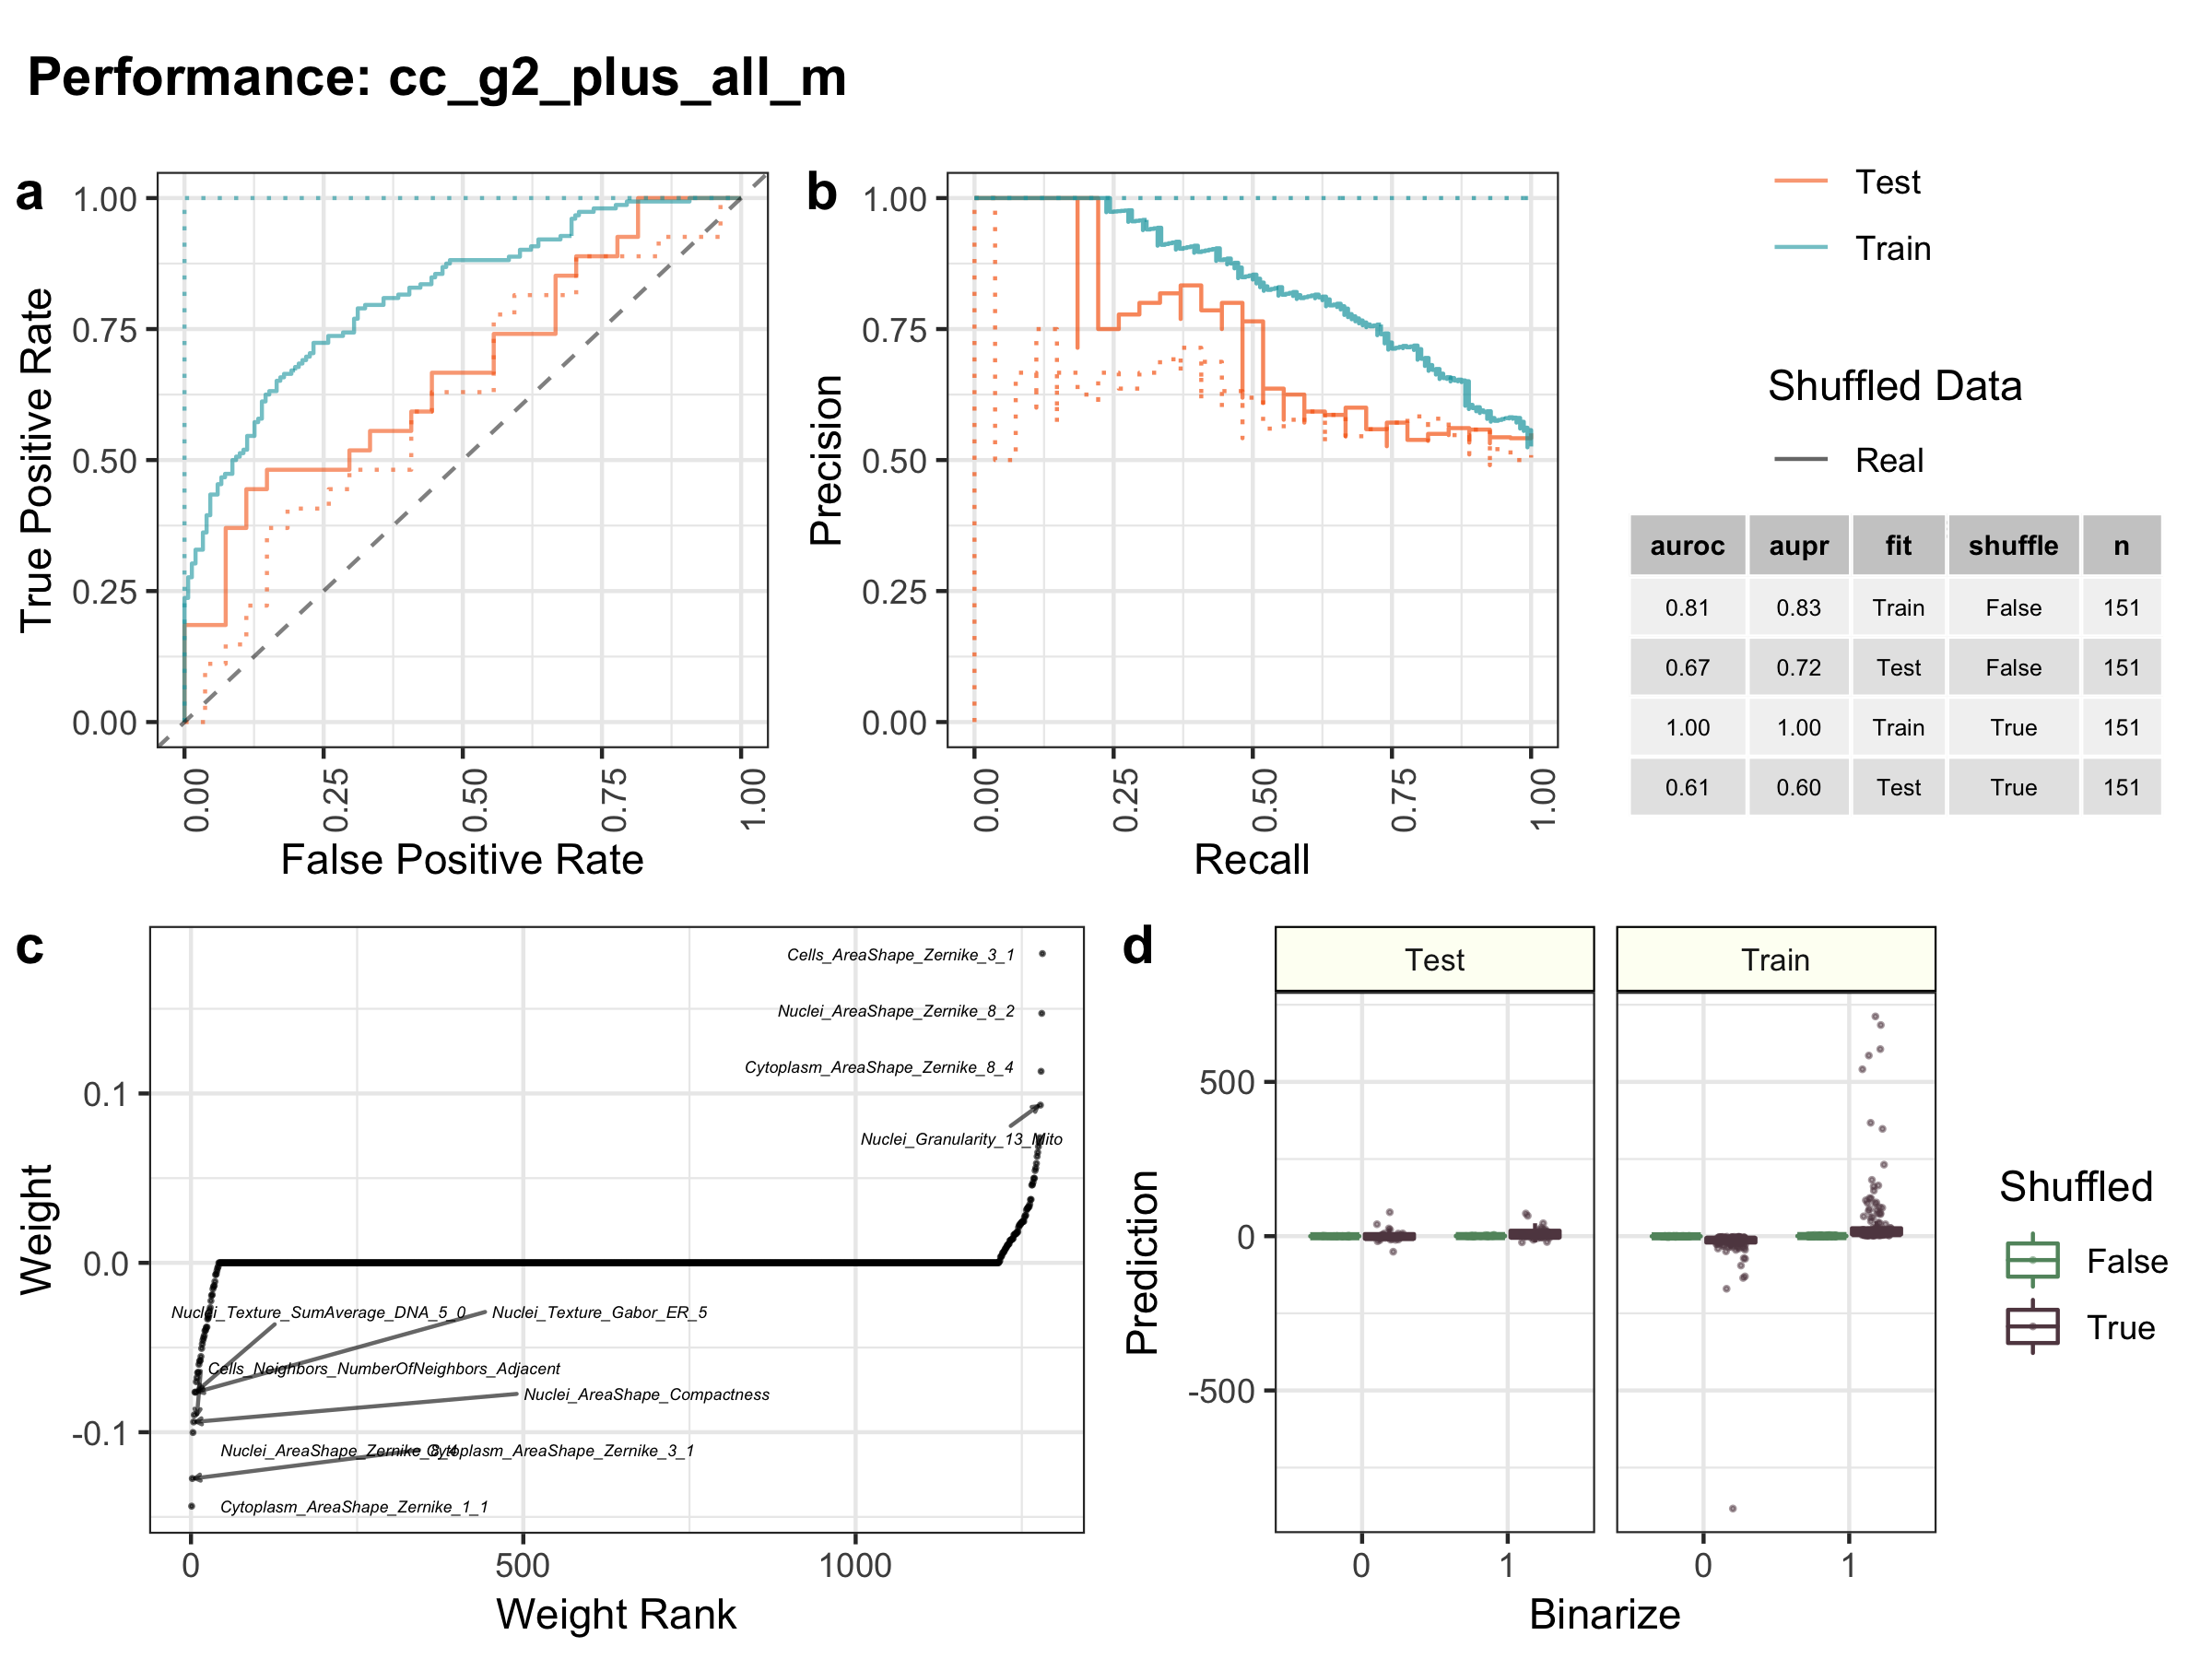 Performance: cc_g2_plus_all_m
a
1.00
0.75
0.50
0.25
0.00
True Positive Rate
0.00
0.25
0.50
0.75
1.00
False Positive Rate
b
1.00
0.75
0.50
0.25
0.00
Precision
0.00
0.25
0.50
0.75
1.00
Recall
Test
Train
Shuffled Data
Real
auroc aupr fit shuffle n
0.81 0.83 Train False 151
0.67 0.72 Test False 151
1.00 1.00 Train True 151
0.61 0.60 Test True 151
c
Cells_AreaShape_Zernike_3_1
Nuclei_AreaShape_Zernike_8_2
Cytoplasm_AreaShape_Zernike_8_4
Nuclei_Granularity_13_Mito
Nuclei_Texture_SumAverage_DNA_5_0
Nuclei_Texture_Gabor_ER_5
Cells_Neighbors_NumberOfNeighbors_Adjacent
Nuclei_AreaShape_Compactness
Nuclei_AreaShape_Zernike_8_4
Cytoplasm_AreaShape_Zernike_3_1
Cytoplasm_AreaShape_Zernike_1_1
0.1
0.0
-0.1
Weight
0
500
1000
Weight Rank
d
Test
Train
500
0
-500
Prediction
0
1
0
1
Binarize
Shuffled
False
True